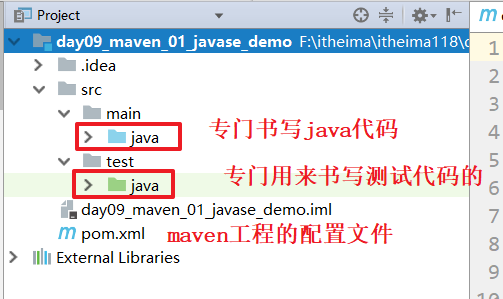 Project
day09_maven_01_javase_demo F:\itheima\itheima118\c
1
.idea
2
src
3
main
java 专门书写java代码
4
test
5
java 专门用来书写测试代码的
6
day09_maven_01_javase_demo.iml
7
pom.xml maven工程的配置文件
8
External Libraries
9
10